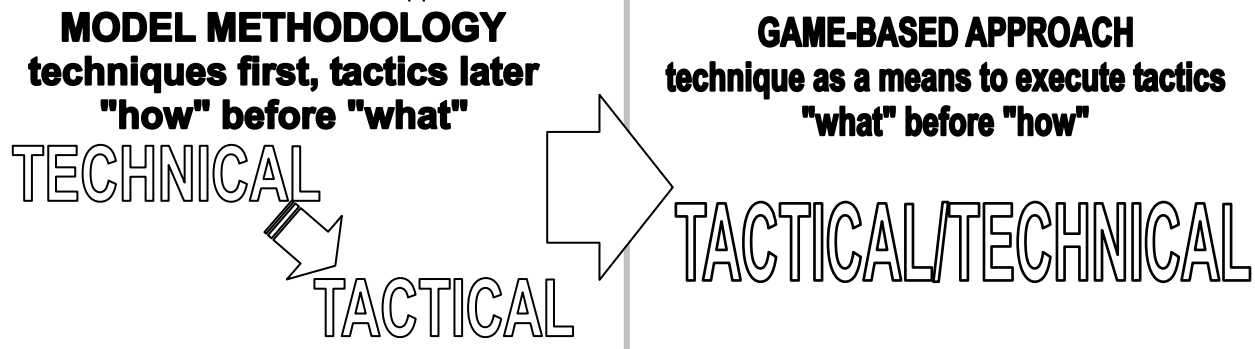 MODEL METHODOLOGY
techniques first, tactics later
"how" before "what"
TECHNICAL
TACTICAL
GAME-BASED APPROACH
technique as a means to execute tactics
"what" before "how"
TACTICAL/TECHNICAL